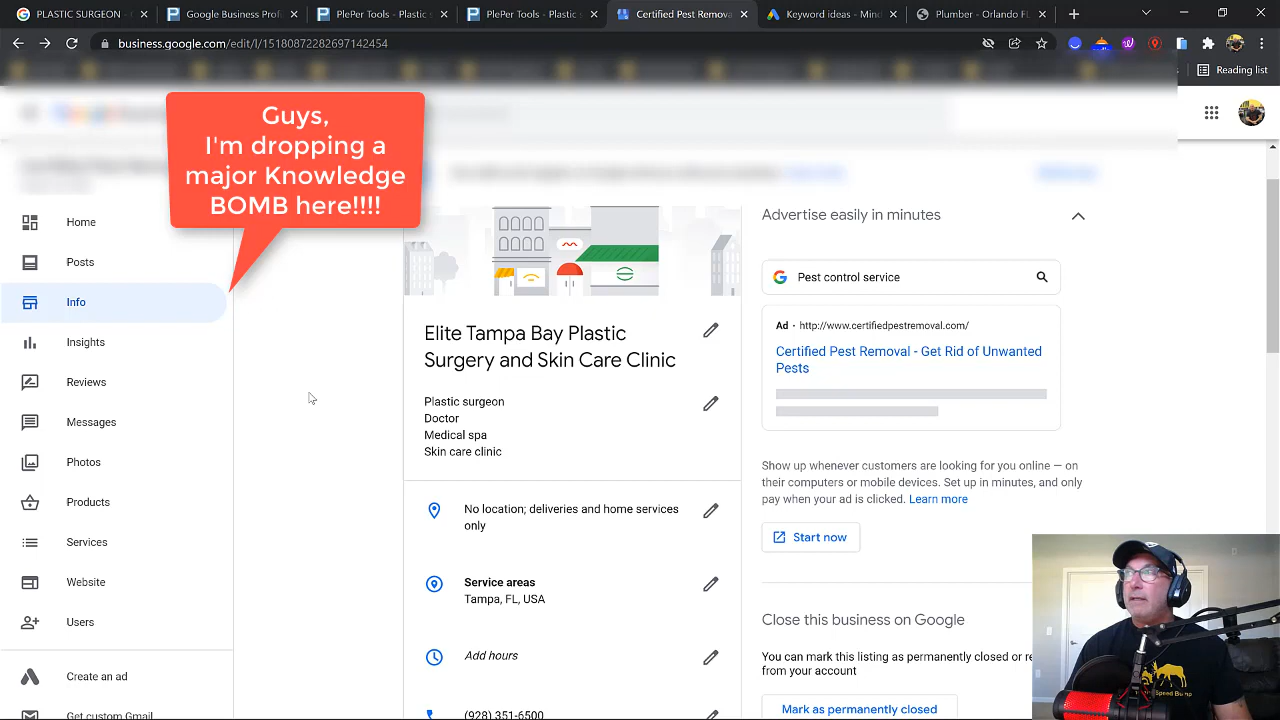 PLASTIC SURGEON -
Google Business Prof
PlePer Tools - Plastic
PlePer Tools - Plastic s
Certified Pest Remova
Keyword ideas - Mind
Plumber - Orlando FL
business.google.com/edit/l/15180872282697142454
Reading list
Guys,
I'm dropping a
major Knowledge
BOMB here!!!!
Home
Posts
Info
Insights
Reviews
Messages
Photos
Products
Services
Website
Users
Create an ad
Get custom Gmail
Elite Tampa Bay Plastic
Surgery and Skin Care Clinic
Plastic surgeon
Doctor
Medical spa
Skin care clinic
No location; deliveries and home services
only
Service areas
Tampa, FL, USA
Add hours
(928) 351-6500
Advertise easily in minutes
Pest control service
Ad · http://www.certifiedpestremoval.com/
Certified Pest Removal - Get Rid of Unwanted
Pests
Show up whenever customers are looking for you online — on
their computers or mobile devices. Set up in minutes, and only
pay when your ad is clicked. Learn more
Start now
Close this business on Google
You can mark this listing as permanently closed or re
from your account
Mark as permanently closed
Speed Bump